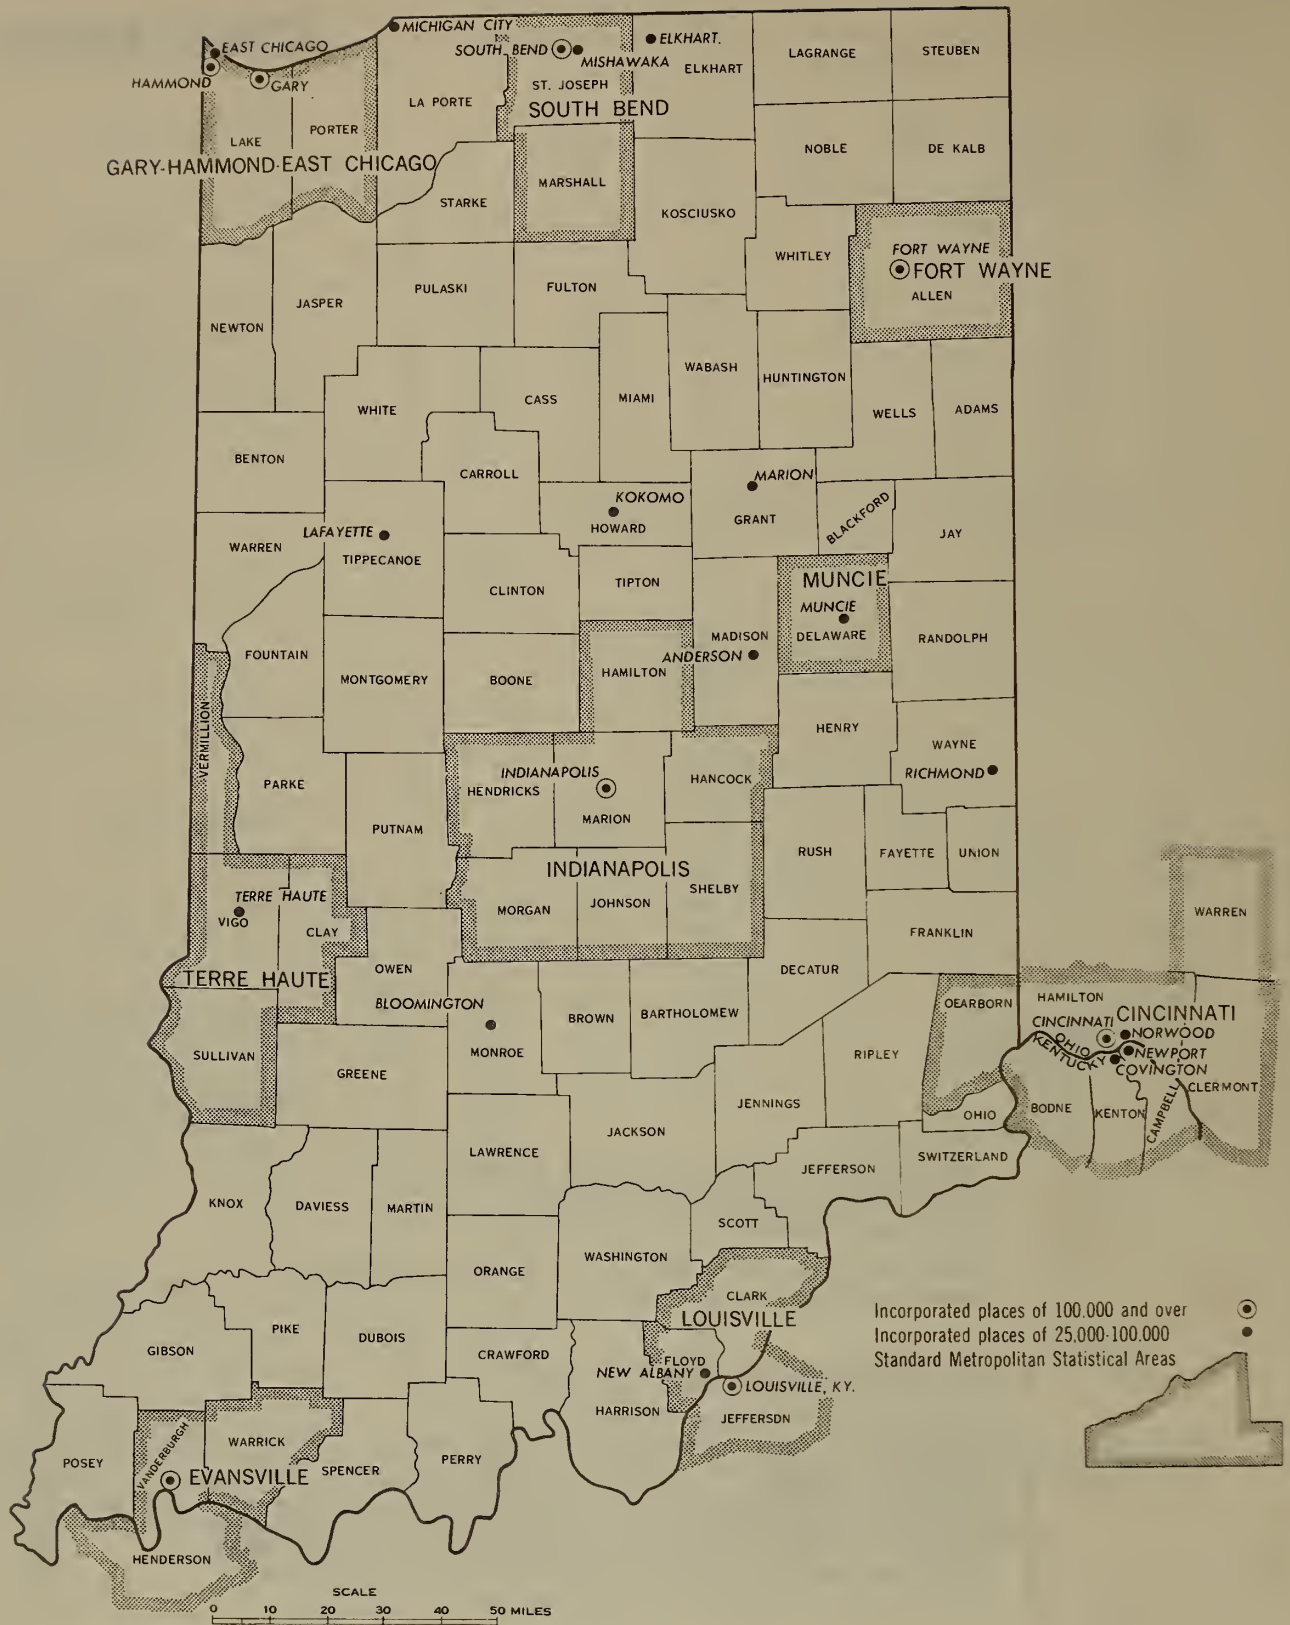 MICHIGAN CITY
EAST CHICAGO
SOUTH BEND
ELKHART.
MISHAWAKA
ELKHART
LAGRANGE
STEUBEN
HAMMOND
GARY
ST. JOSEPH
LA PORTE
SOUTH BEND
LAKE
PORTER
GARY-HAMMOND-EAST CHICAGO
NOBLE
DE KALB
MARSHALL
STARKE
KOSCIUSKO
WHITLEY
FORT WAYNE
FORT WAYNE
ALLEN
PULASKI
FULTON
JASPER
NEWTON
WABASH
HUNTINGTON
CASS
MIAMI
WHITE
WELLS
ADAMS
BENTON
CARROLL
MARION
KOKOMO
HOWARD
GRANT
BLACKFORD
LAFAYETTE
WARREN
TIPPECANOE
JAY
CLINTON
TIPTON
MUNCIE
MUNCIE
DELAWARE
MADISON
RANDOLPH
FOUNTAIN
ANDERSON
HAMILTON
MONTGOMERY
BOONE
VERMILLION
HENRY
WAYNE
RICHMOND
INDIANAPOLIS
HENDRICKS
HANCOCK
PARKE
MARION
PUTNAM
RUSH
FAYETTE
UNION
INDIANAPOLIS
SHELBY
TERRE HAUTE
MORGAN
JOHNSON
WARREN
VIGO
CLAY
FRANKLIN
OWEN
DECATUR
TERRE HAUTE
BLOOMINGTON
OEARBORN
HAMILTON
CINCINNATI
CINCINNATI
NORWOOD
OHIO
KENTUCKY
NEWPORT
COVINGTON
BROWN
BARTHOLOMEW
MONROE
SULLIVAN
RIPLEY
GREENE
CLERMONT
JENNINGS
OHIO
BODNE
KENTON
CAMPBELL
JACKSON
LAWRENCE
SWITZERLAND
JEFFERSON
KNOX
DAVIESS
MARTIN
SCOTT
WASHINGTON
ORANGE
CLARK
LOUISVILLE
Incorporated places of 100.000 and over
Incorporated places of 25.000-100.000
Standard Metropolitan Statistical Areas
PIKE
DUBOIS
GIBSON
CRAWFORD
FLOYD
NEW ALBANY
LOUISVILLE, KY.
HARRISON
JEFFERSDN
WARRICK
VANDERBURGH
POSEY
PERRY
SPENCER
EVANSVILLE
HENDERSON
SCALE
0 10 20 30 40 50 MILES